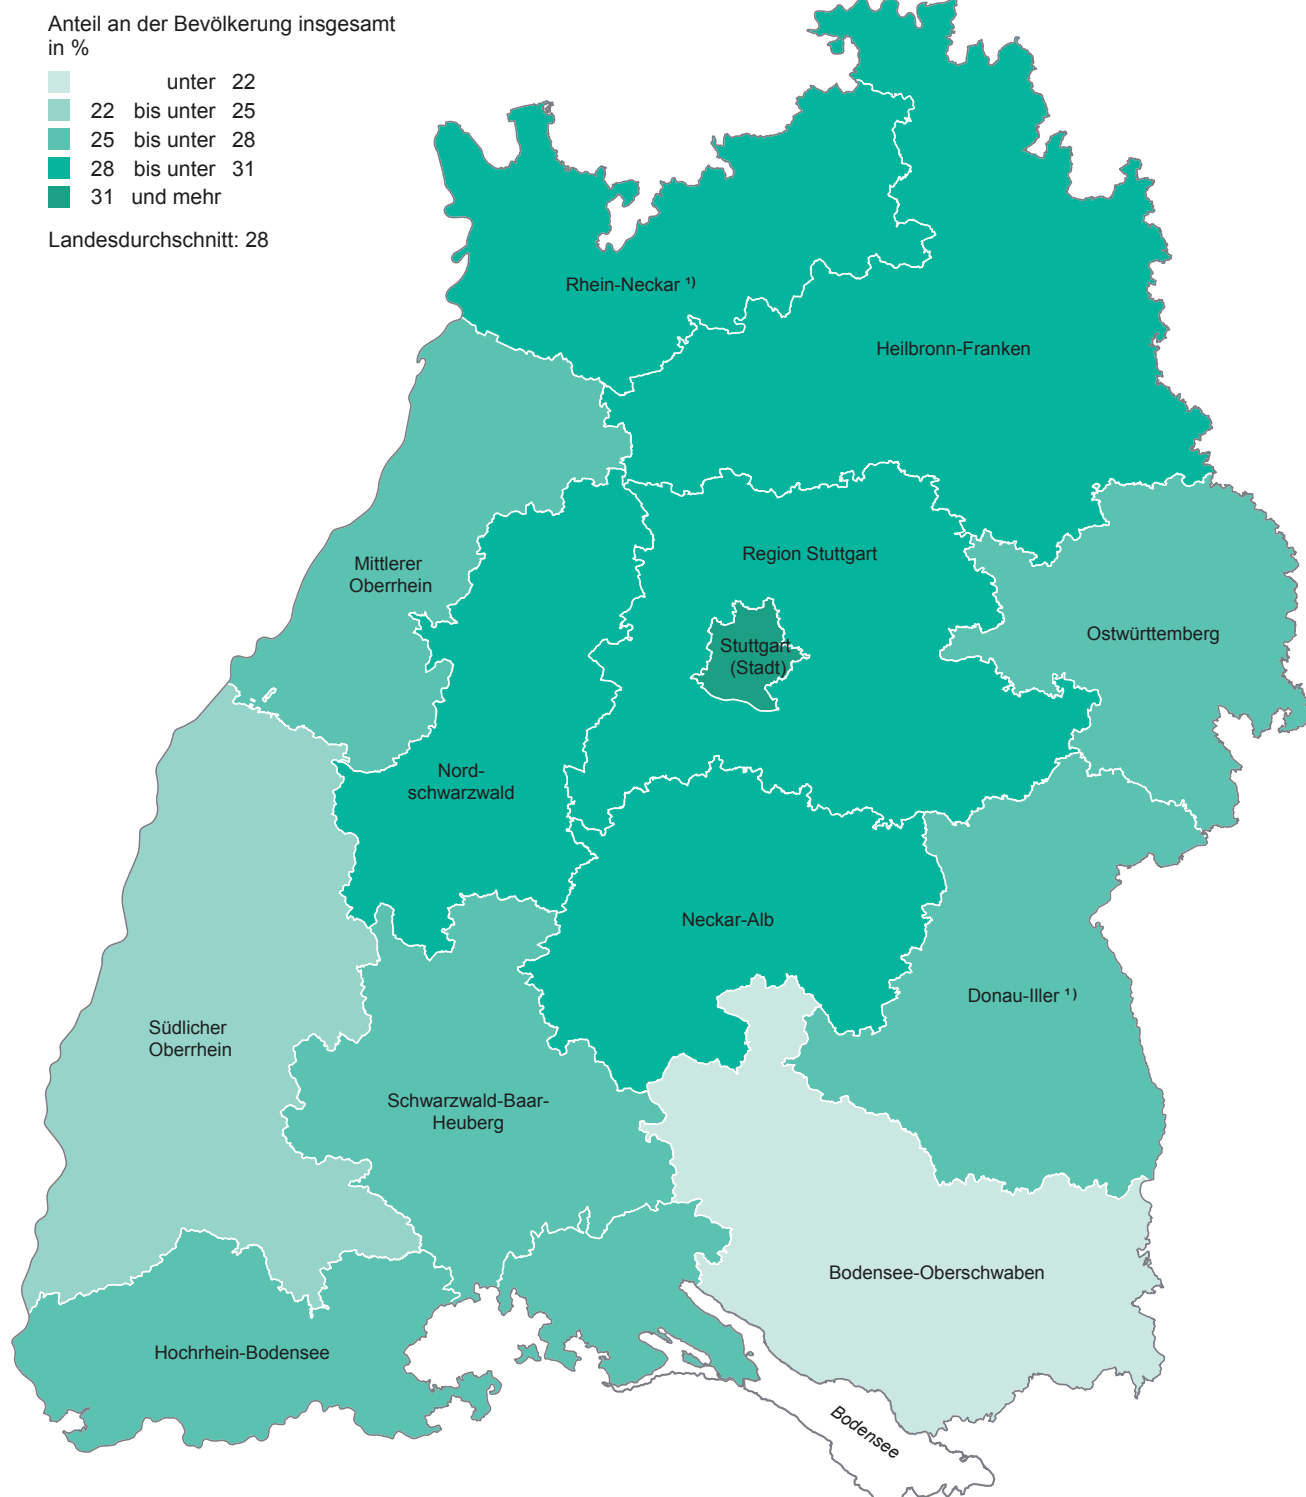 Anteil an der Bevölkerung insgesamt
in %
unter 22
22 bis unter 25
25 bis unter 28
28 bis unter 31
31 und mehr
Landesdurchschnitt: 28
Rhein-Neckar ¹⁾
Heilbronn-Franken
Region Stuttgart
Mittlerer
Oberrhein
Ostwürttemberg
Stuttgart
(Stadt)
Nord-
schwarzwald
Neckar-Alb
Donau-Iller ¹⁾
Südlicher
Oberrhein
Schwarzwald-Baar-
Heuberg
Bodensee-Oberschwaben
Hochrhein-Bodensee
Bodensee